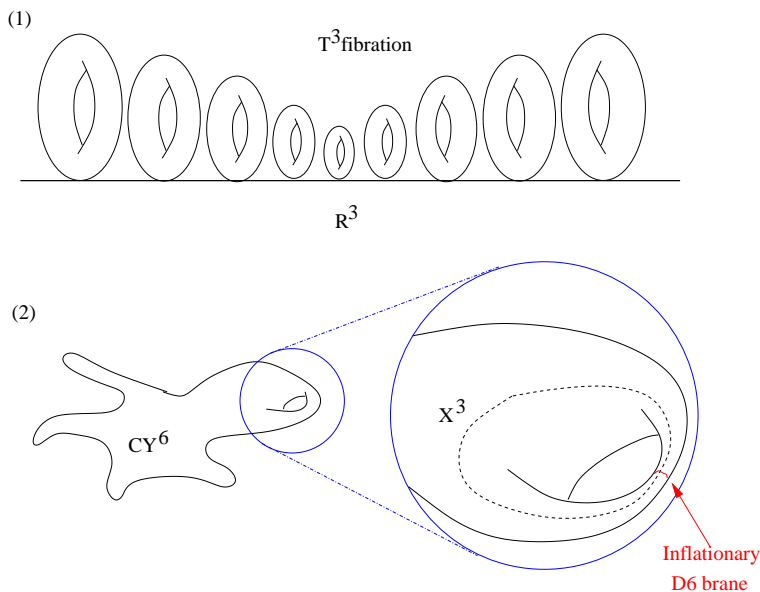 (1)
T³fibration
R³
(2)
CY⁶
X³
Inflationary
D6 brane